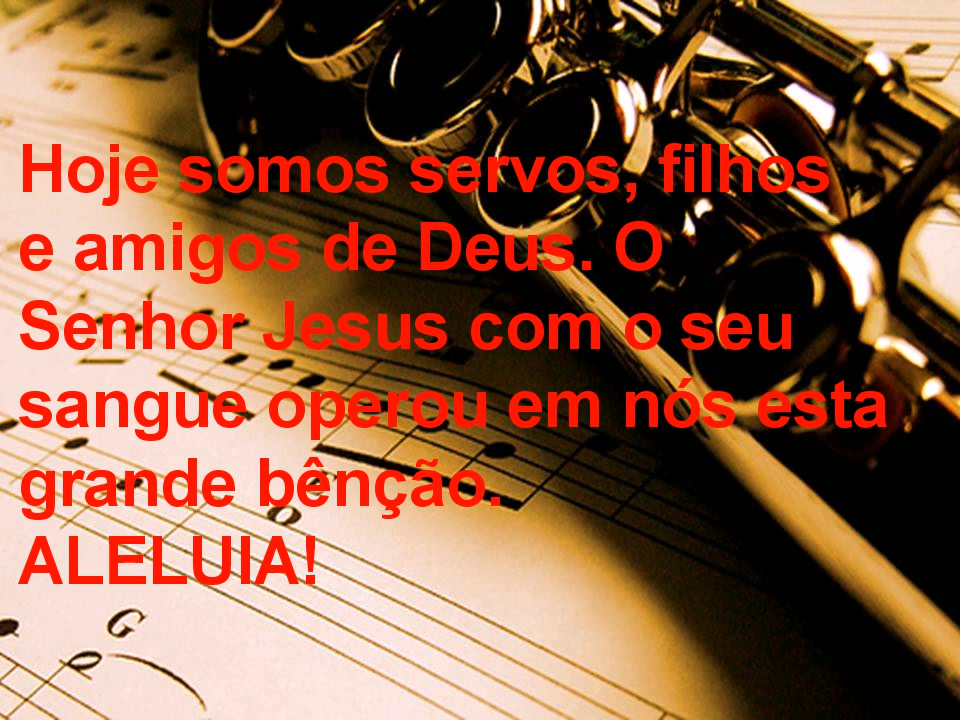 Hoje somos servos, filhos
e amigos de Deus. O
Senhor Jesus com o seu
sangue operou em nós esta
grande bênção.
ALELUIA!
G